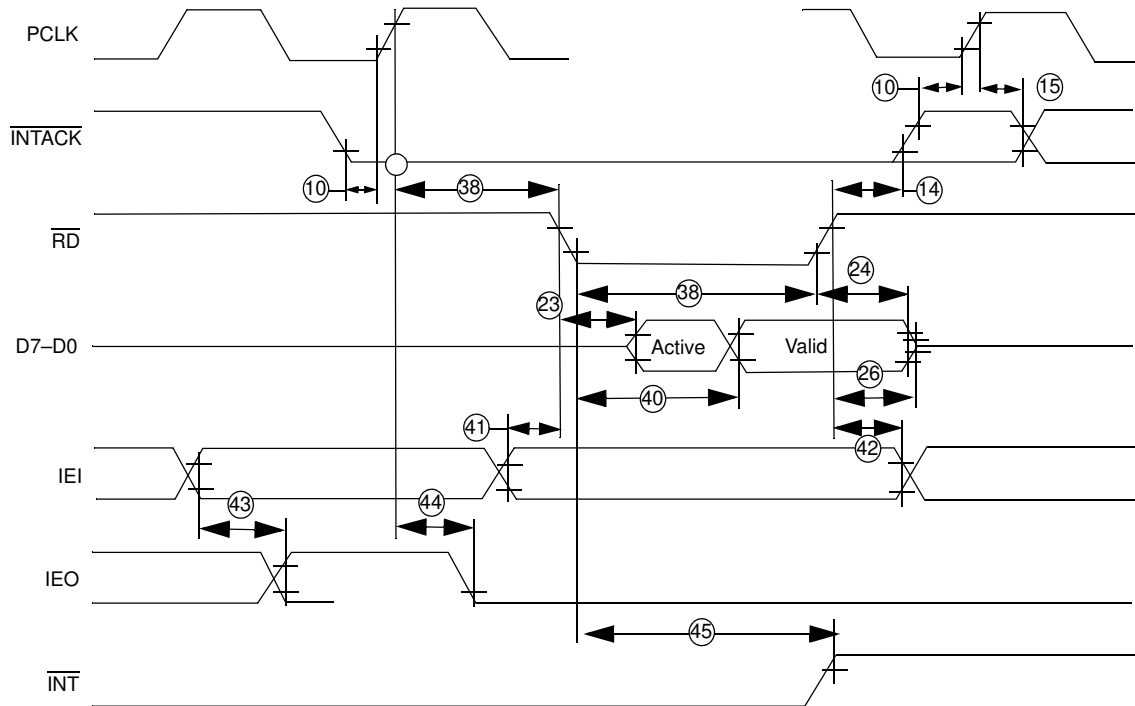 PCLK
10
15
INTACK
10
38
14
RD
24
23
38
D7–D0
Active
Valid
26
40
41
42
IEI
43
44
IEO
45
INT